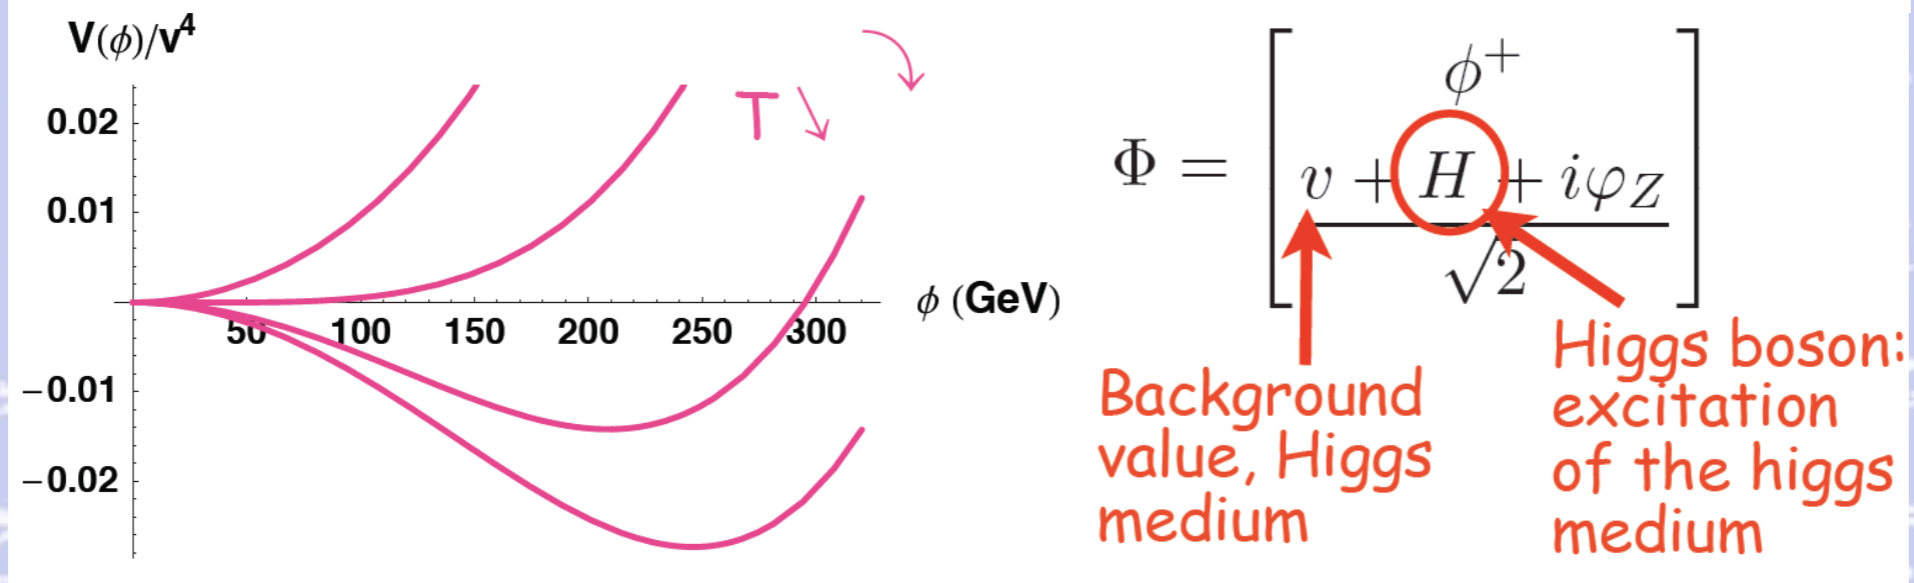 V(ϕ)/v⁴
0.02
0.01
−0.01
−0.02
50 100 150 200 250 300
ϕ (GeV)
T ↘
Φ = [ ϕ⁺
v + H + iφ_Z
√2 ]
Background
value, Higgs
medium
Higgs boson:
excitation
of the higgs
medium